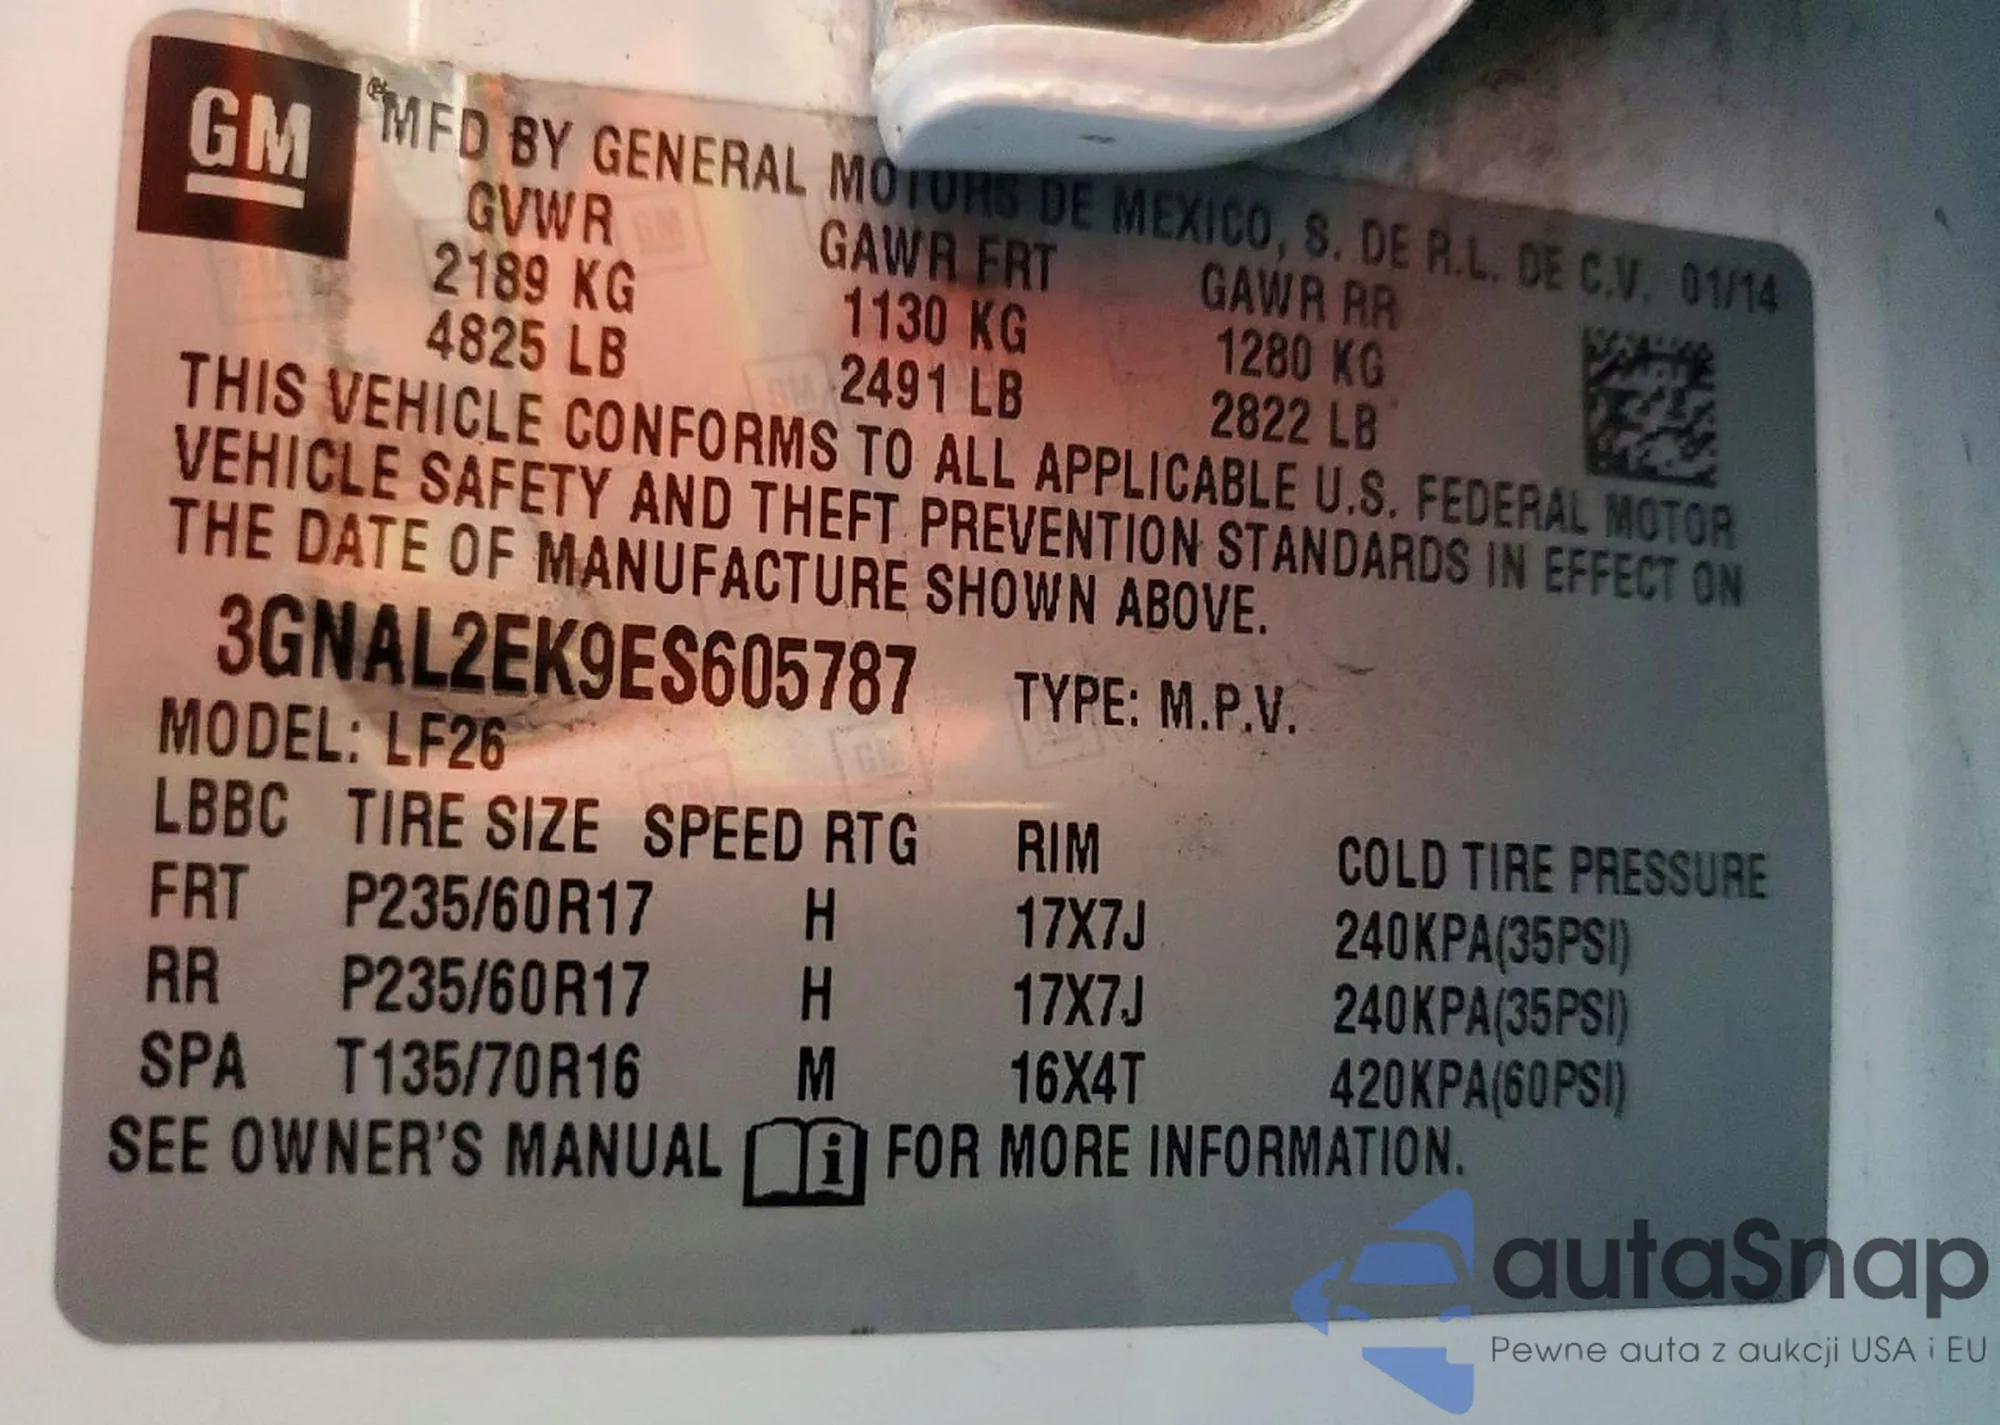 GM
MFD BY GENERAL MOTORS DE MEXICO, S. DE R.L. DE C.V. 01/14
GVWR GAWR FRT GAWR RR
2189 KG 1130 KG 1280 KG
4825 LB 2491 LB 2822 LB
THIS VEHICLE CONFORMS TO ALL APPLICABLE U.S. FEDERAL MOTOR
VEHICLE SAFETY AND THEFT PREVENTION STANDARDS IN EFFECT ON
THE DATE OF MANUFACTURE SHOWN ABOVE.
3GNAL2EK9ES605787 TYPE: M.P.V.
MODEL: LF26
LBBC TIRE SIZE SPEED RTG RIM COLD TIRE PRESSURE
FRT P235/60R17 H 17X7J 240KPA(35PSI)
RR P235/60R17 H 17X7J 240KPA(35PSI)
SPA T135/70R16 M 16X4T 420KPA(60PSI)
SEE OWNER'S MANUAL i FOR MORE INFORMATION.
autaSnap
Pewne auta z aukcji USA i EU